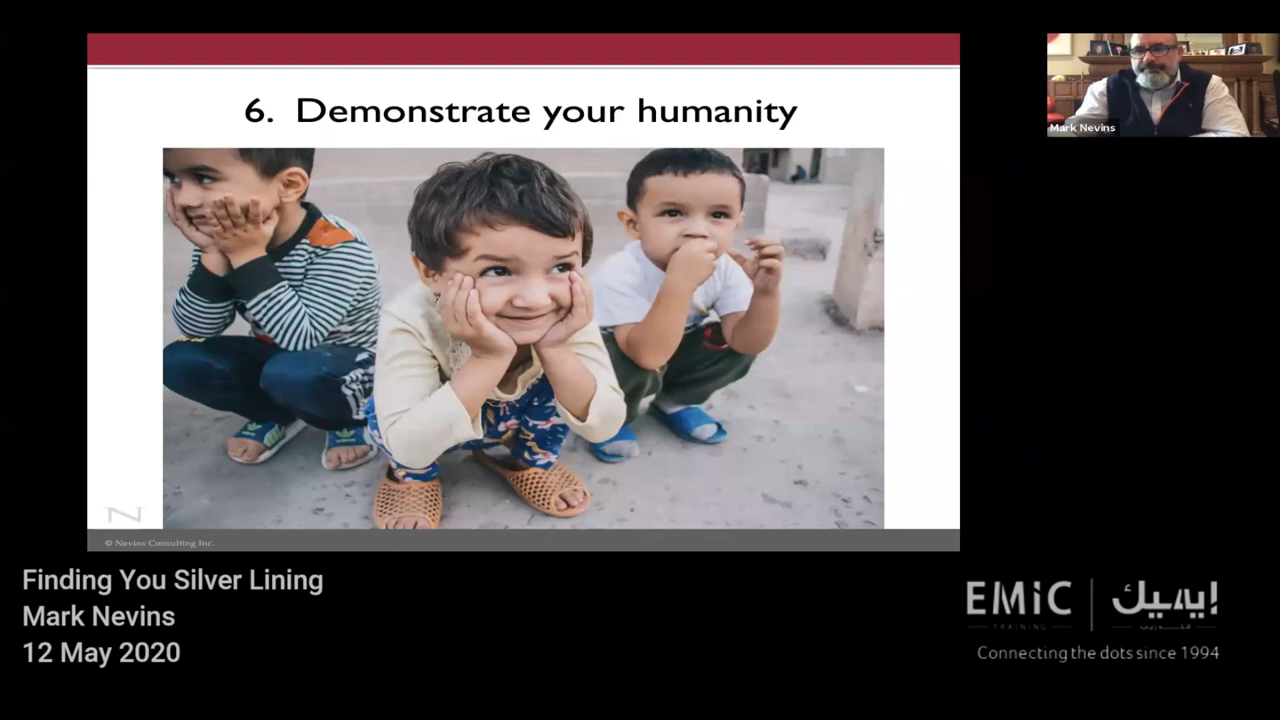 6. Demonstrate your humanity
Mark Nevins
N
© Nevins Consulting Inc.
Finding You Silver Lining
Mark Nevins
12 May 2020
EMiC | إيميك
TRAINING
Connecting the dots since 1994